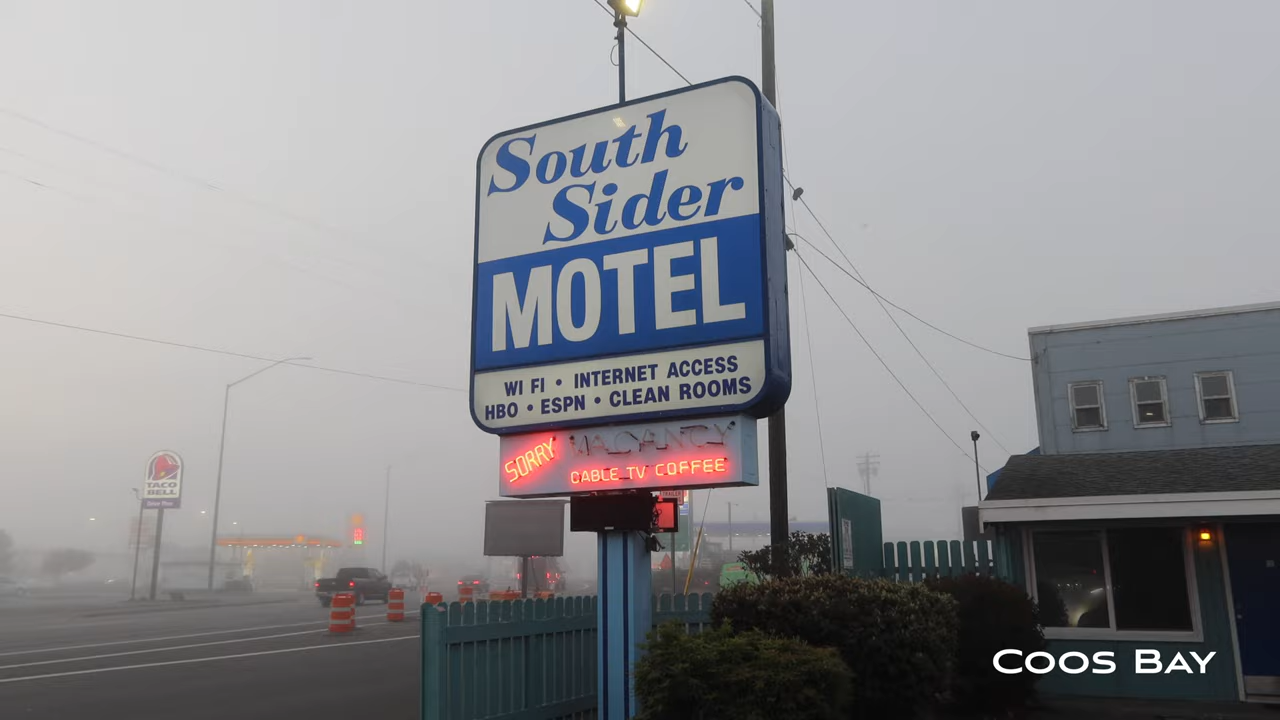 South
Sider
MOTEL
WI FI • INTERNET ACCESS
HBO • ESPN • CLEAN ROOMS
SORRY
VACANCY
CABLE TV COFFEE
TACO
BELL
COOS BAY